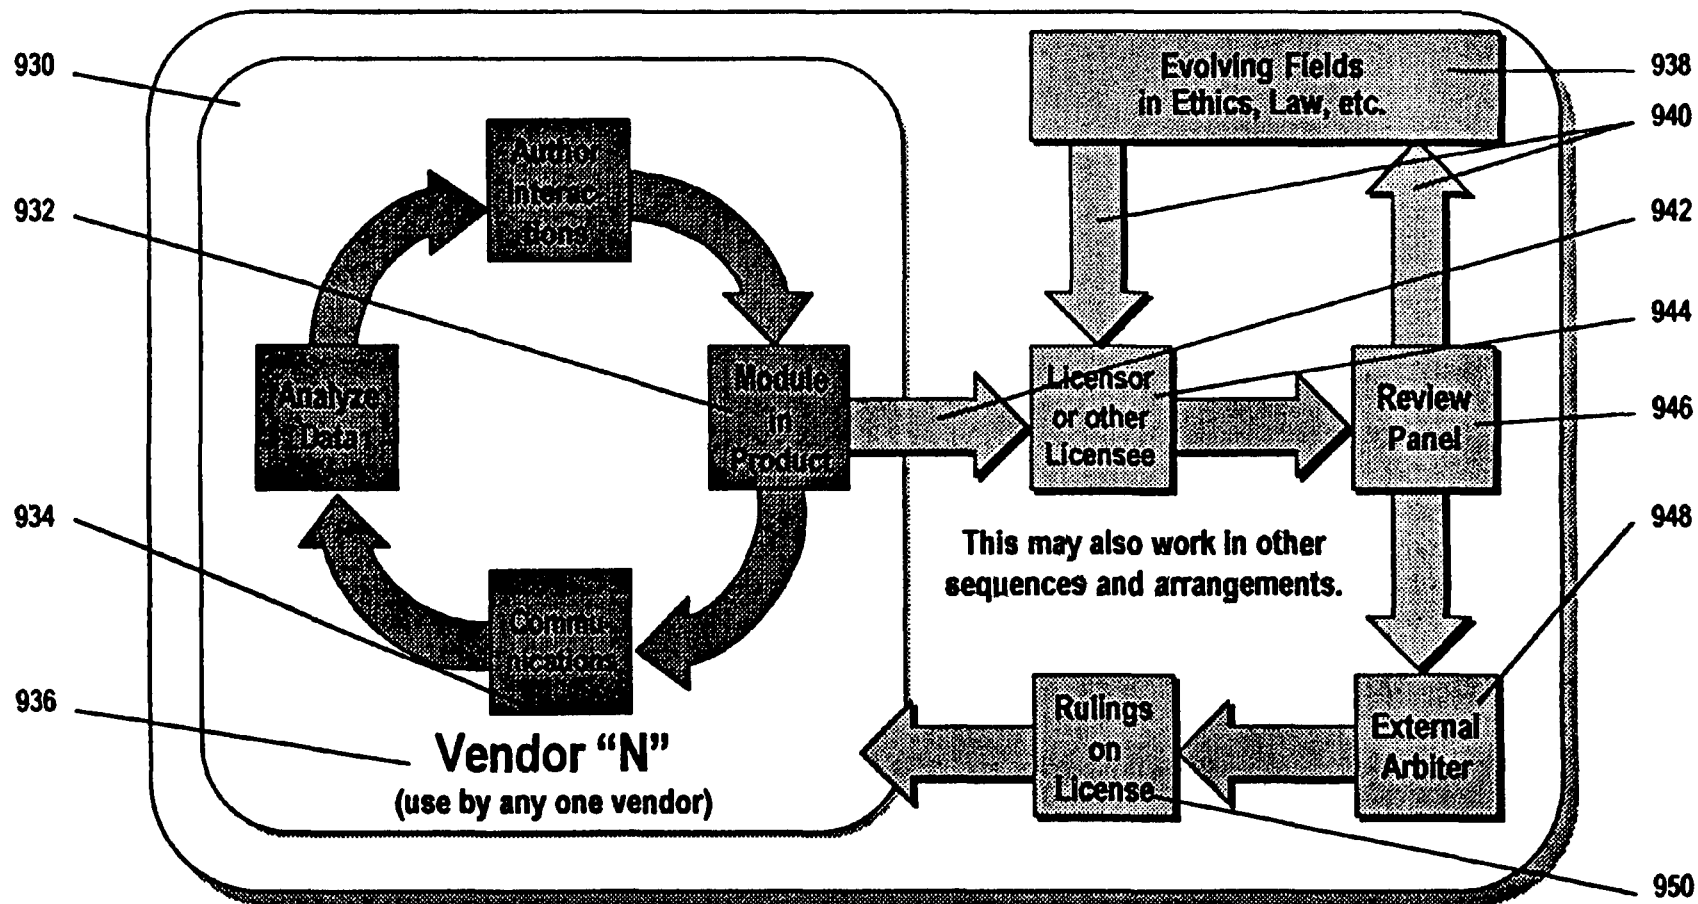 930
938
Evolving Fields
in Ethics, Law, etc.
940
Author
Interac-
tions
932
942
944
Analyze
Data
Module
in
Product
Licensor
or other
Licensee
Review
Panel
946
934
948
This may also work in other
sequences and arrangements.
Commu-
nications
936
Vendor “N”
(use by any one vendor)
Rulings
on
License
External
Arbiter
950